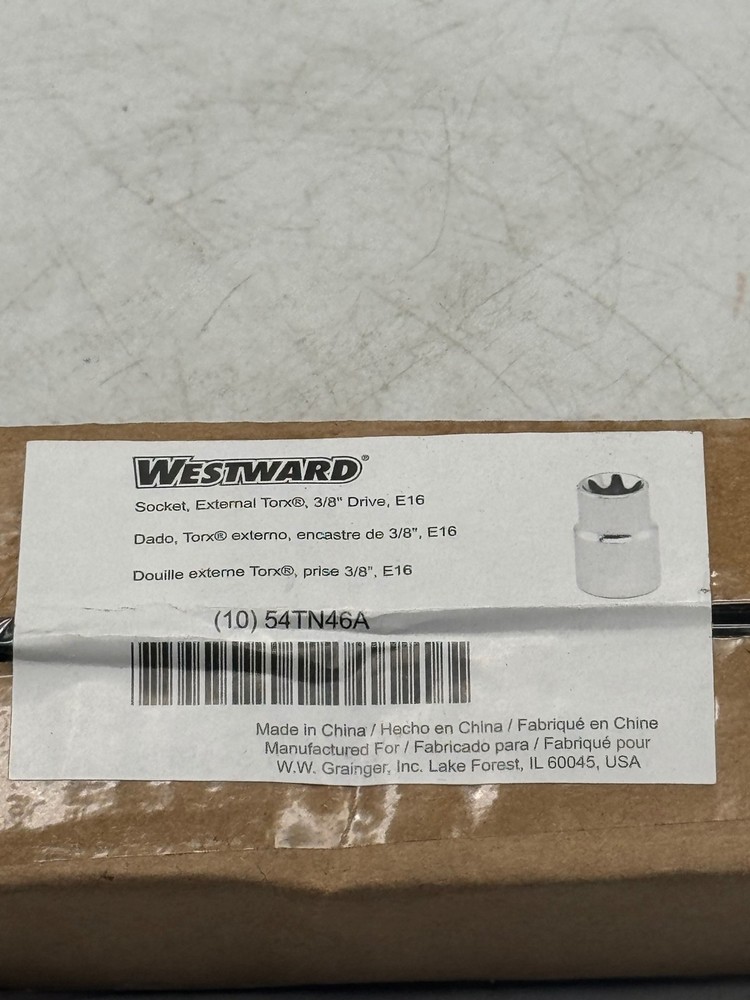 WESTWARD®
Socket, External Torx®, 3/8" Drive, E16
Dado, Torx® externo, encastre de 3/8", E16
Douille externe Torx®, prise 3/8", E16
(10) 54TN46A
Made in China / Hecho en China / Fabriqué en Chine
Manufactured For / Fabricado para / Fabriqué pour
W.W. Grainger, Inc. Lake Forest, IL 60045, USA